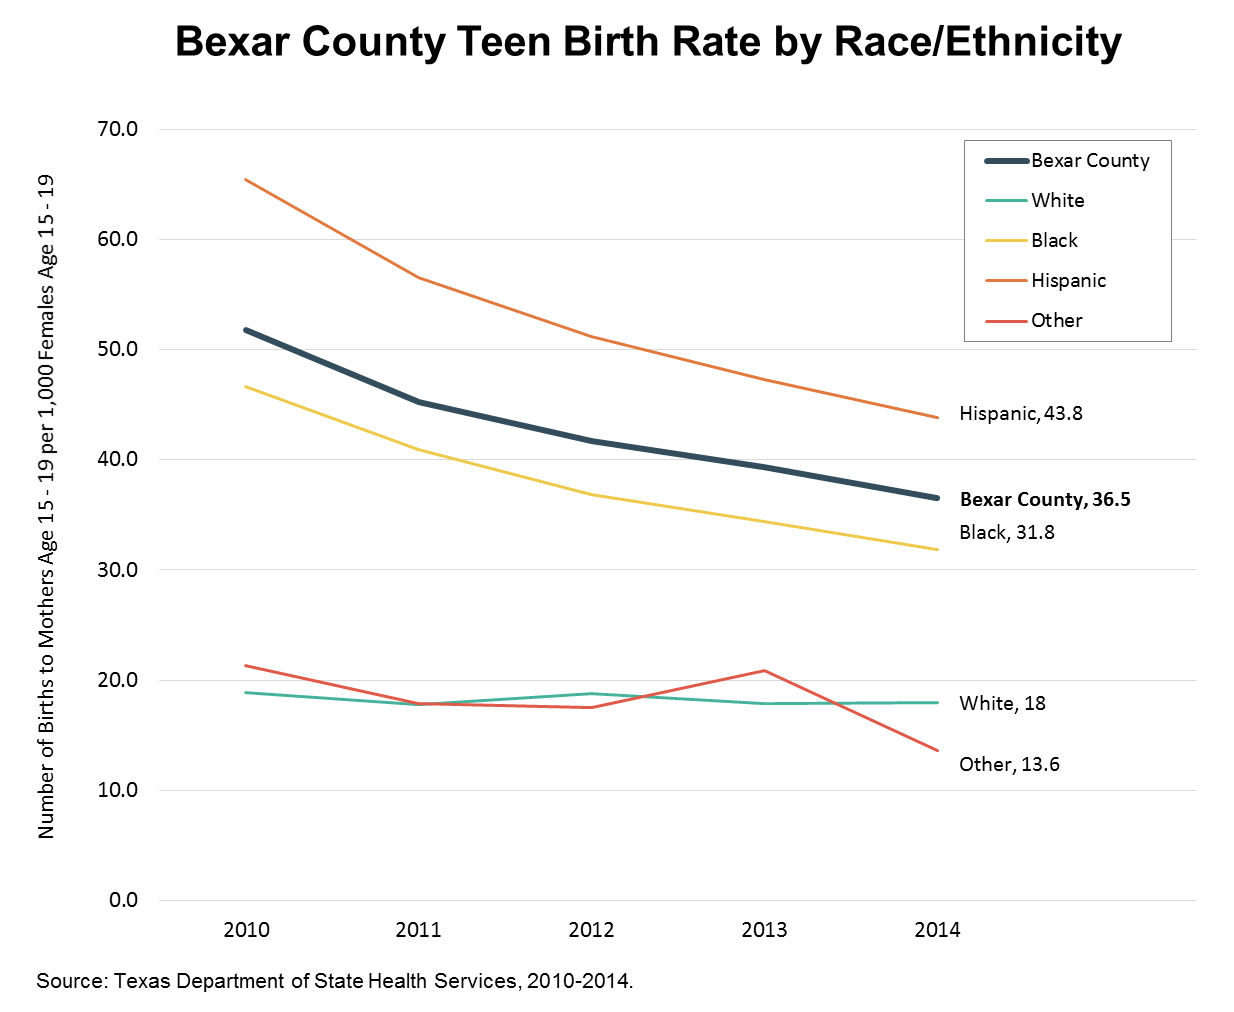 Bexar County Teen Birth Rate by Race/Ethnicity
Number of Births to Mothers Age 15 - 19 per 1,000 Females Age 15 - 19
70.0
60.0
50.0
40.0
30.0
20.0
10.0
0.0
Bexar County
White
Black
Hispanic
Other
Hispanic, 43.8
Bexar County, 36.5
Black, 31.8
White, 18
Other, 13.6
2010 2011 2012 2013 2014
Source: Texas Department of State Health Services, 2010-2014.